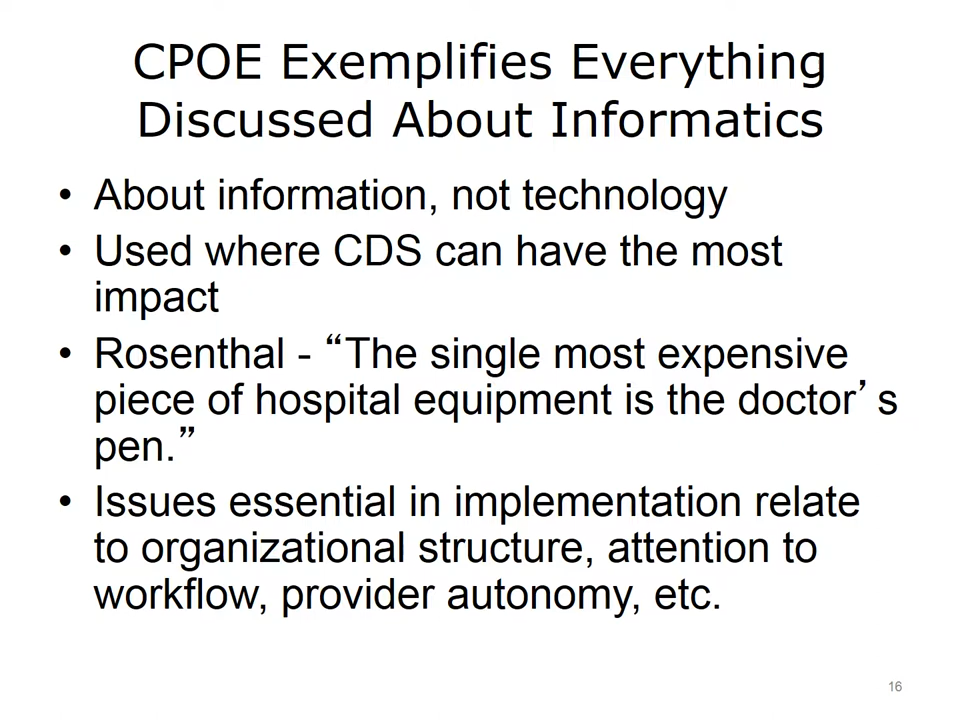 CPOE Exemplifies Everything
Discussed About Informatics
• About information, not technology
• Used where CDS can have the most
impact
• Rosenthal - “The single most expensive
piece of hospital equipment is the doctor’s
pen.”
• Issues essential in implementation relate
to organizational structure, attention to
workflow, provider autonomy, etc.
16